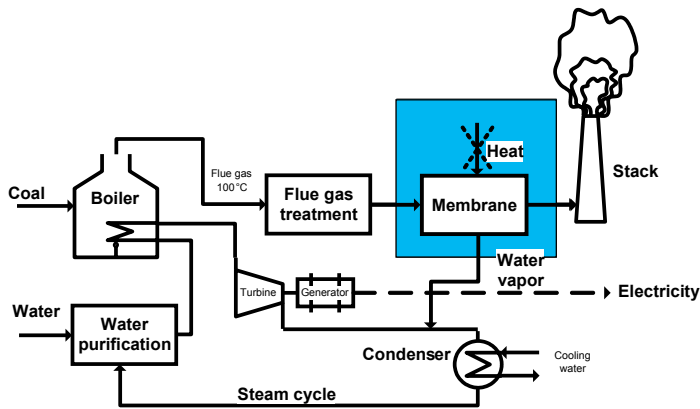 Coal
Boiler
Flue gas
100°C
Flue gas
treatment
Heat
Membrane
Stack
Water
vapor
Turbine
Generator
Electricity
Water
Water
purification
Condenser
Cooling
water
Steam cycle